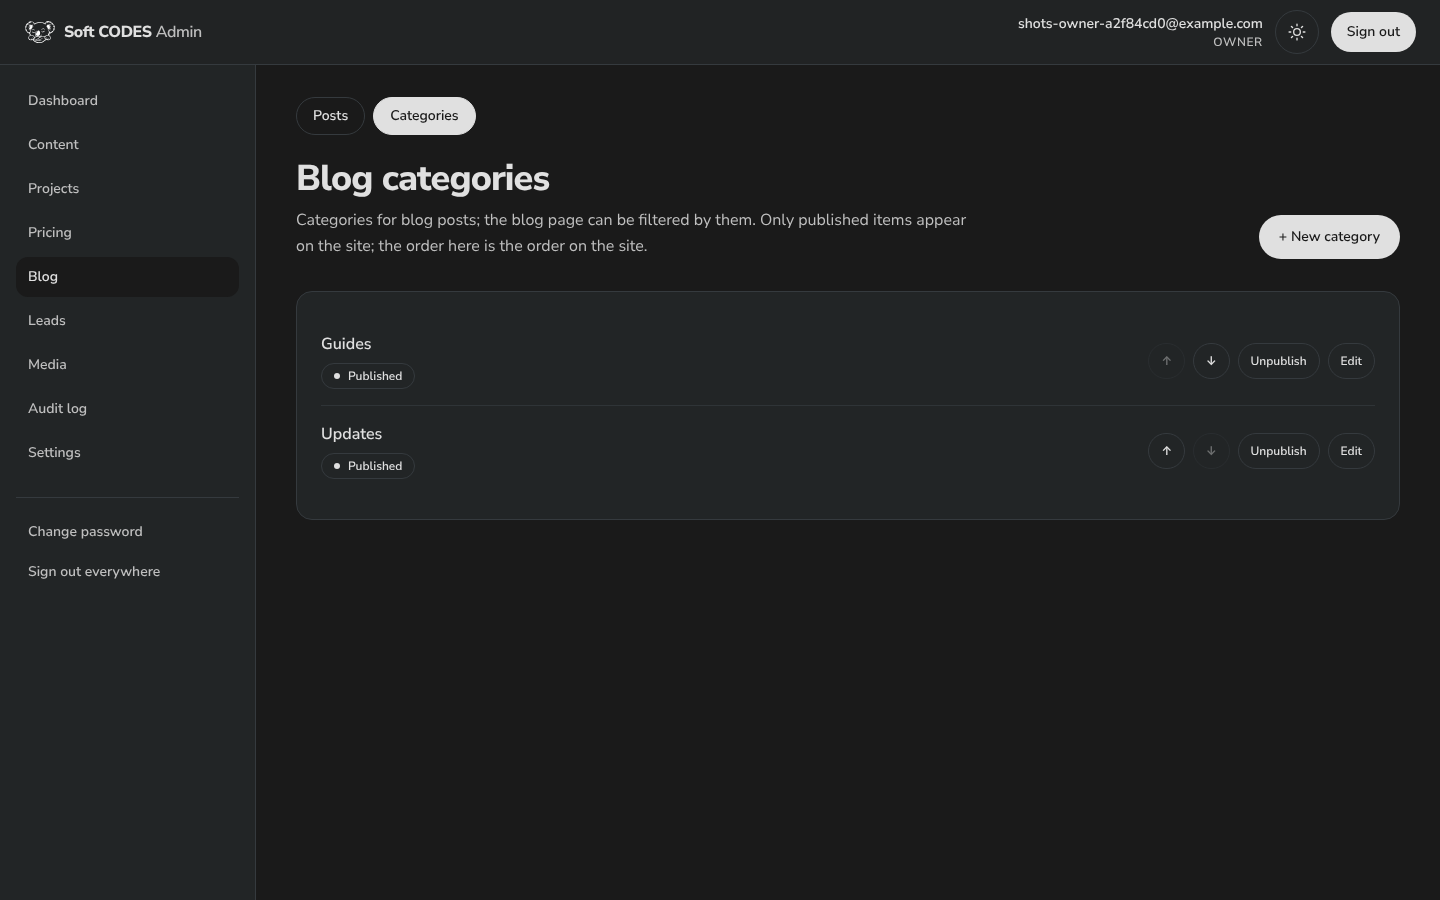 Soft CODES Admin
shots-owner-a2f84cd0@example.com
OWNER
Sign out
Dashboard
Content
Projects
Pricing
Blog
Leads
Media
Audit log
Settings
Change password
Sign out everywhere
Posts
Categories
Blog categories
Categories for blog posts; the blog page can be filtered by them. Only published items appear
on the site; the order here is the order on the site.
+ New category
Guides
Published
↑ ↓ Unpublish Edit
Updates
Published
↑ ↓ Unpublish Edit